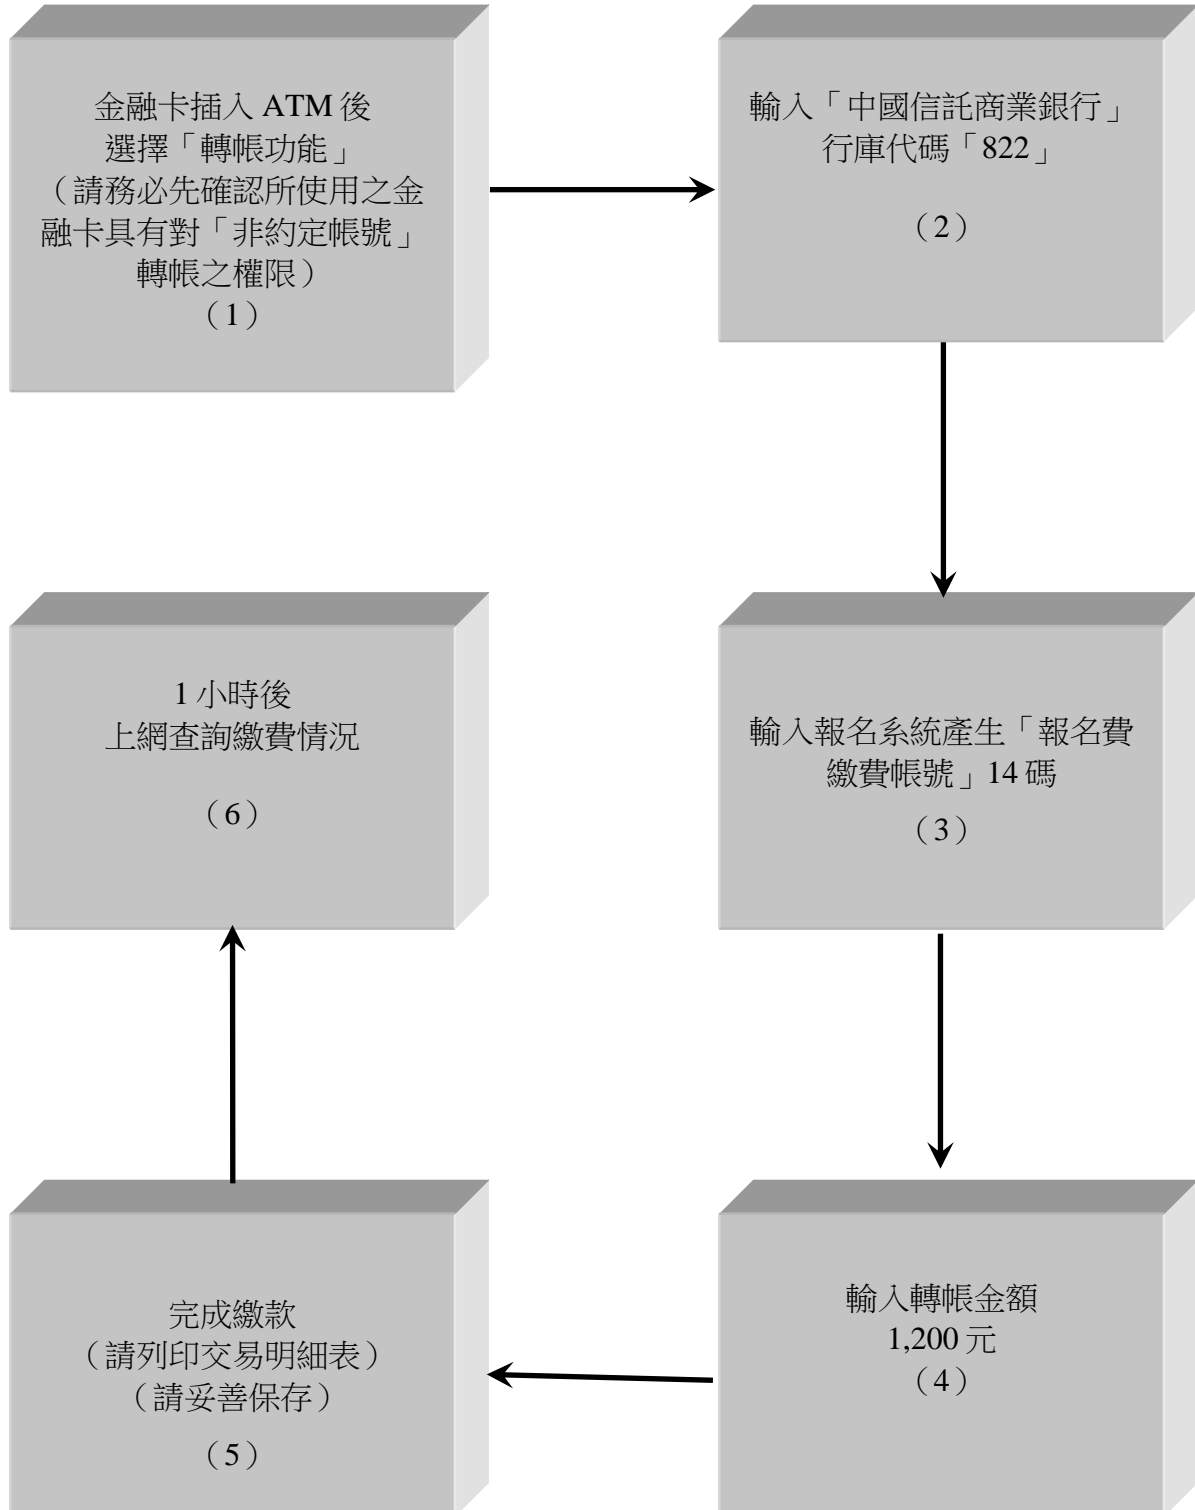 金融卡插入 ATM 後
選擇「轉帳功能」
（請務必先確認所使用之金
融卡具有對「非約定帳號」
轉帳之權限）
（1）
輸入「中國信託商業銀行」
行庫代碼「822」
（2）
輸入報名系統產生「報名費
繳費帳號」14 碼
（3）
輸入轉帳金額
1,200 元
（4）
完成繳款
（請列印交易明細表）
（請妥善保存）
（5）
1 小時後
上網查詢繳費情況
（6）